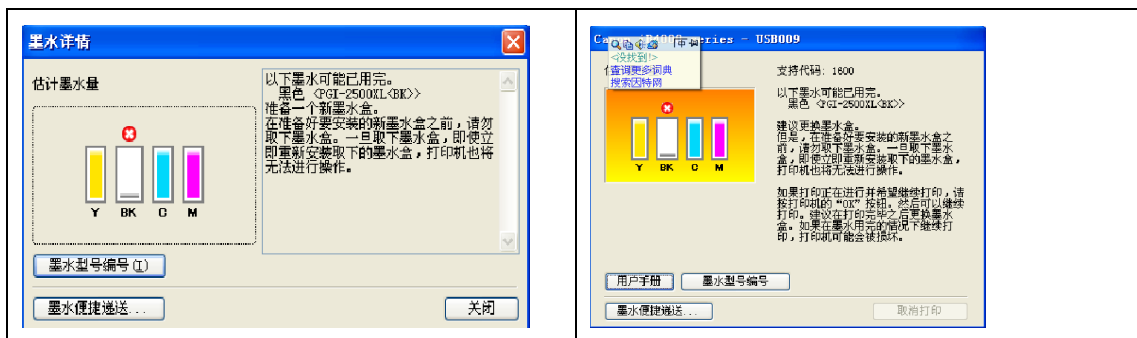 墨水详情
估计墨水量
Y BK C M
以下墨水可能已用完。
黑色 <PGI-2500XL<BK>>
准备一个新墨水盒。
在准备好要安装的新墨水盒之前，请勿
取下墨水盒。一旦取下墨水盒，即使立
即重新安装取下的墨水盒，打印机也将
无法进行操作。
墨水型号编号(I)
墨水便捷递送...
关闭
series - USB009
<没找到!>
查询更多词典
搜索因特网
支持代码: 1600
以下墨水可能已用完。
黑色 <PGI-2500XL<BK>>
建议更换墨水盒。
但是，在准备好要安装的新墨水盒之
前，请勿取下墨水盒。一旦取下墨水
盒，即使立即重新安装取下的墨水盒，
打印机也将无法进行操作。
如果打印正在进行并希望继续打印，请
按打印机的“OK”按钮。然后可以继续
打印。建议在打印完毕之后更换墨水
盒。如果在墨水用完的情况下继续打
印，打印机可能会被损坏。
Y BK C M
用户手册
墨水型号编号
墨水便捷递送...
取消打印